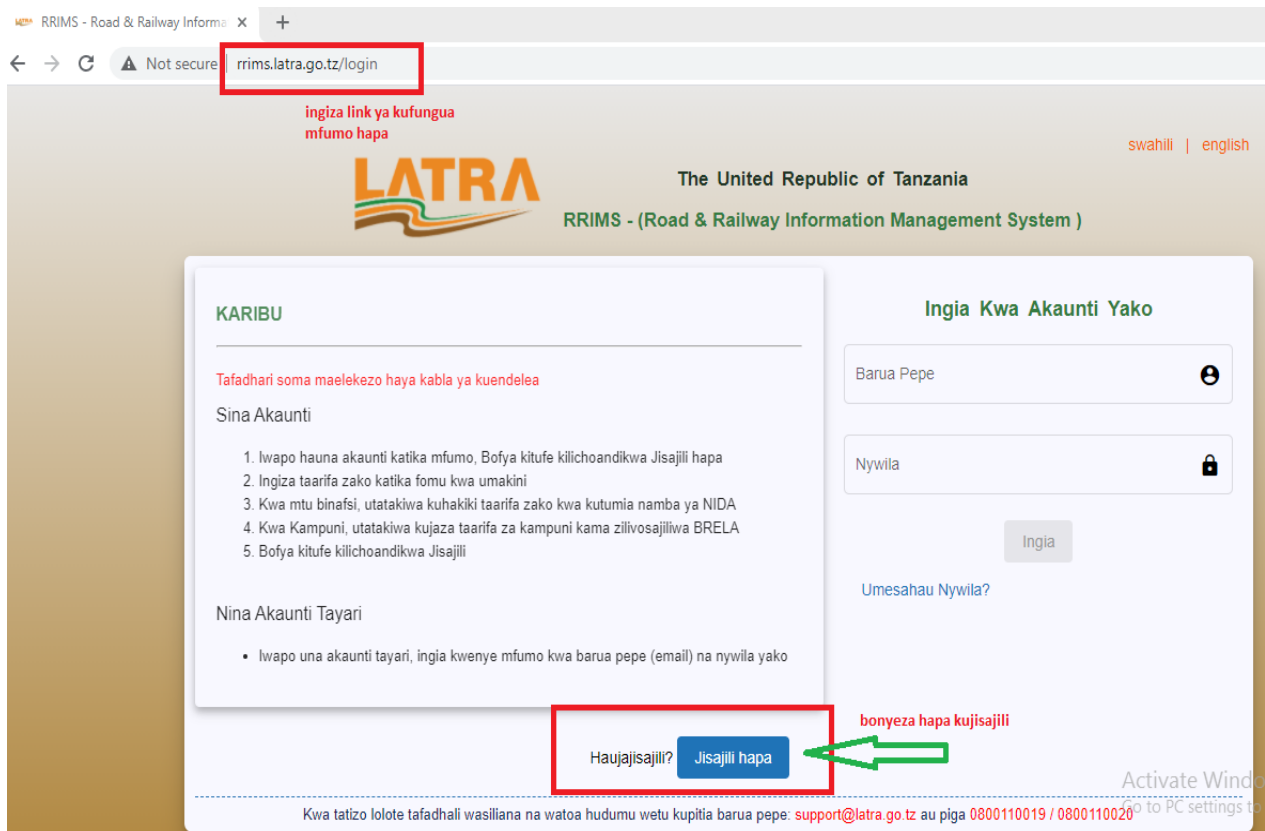 RRIMS - Road & Railway Informa
Not secure | rrims.latra.go.tz/login
ingiza link ya kufungua
mfumo hapa
swahili | english
LATRA
The United Republic of Tanzania
RRIMS - (Road & Railway Information Management System )
KARIBU
Tafadhari soma maelekezo haya kabla ya kuendelea
Sina Akaunti
1. Iwapo hauna akaunti katika mfumo, Bofya kitufe kilichoandikwa Jisajili hapa
2. Ingiza taarifa zako katika fomu kwa umakini
3. Kwa mtu binafsi, utatakiwa kuhakiki taarifa zako kwa kutumia namba ya NIDA
4. Kwa Kampuni, utatakiwa kujaza taarifa za kampuni kama zilivosajiliwa BRELA
5. Bofya kitufe kilichoandikwa Jisajili
Nina Akaunti Tayari
• Iwapo una akaunti tayari, ingia kwenye mfumo kwa barua pepe (email) na nywila yako
Ingia Kwa Akaunti Yako
Barua Pepe
Nywila
Ingia
Umesahau Nywila?
bonyeza hapa kujisajili
Haujajisajili? Jisajili hapa
Activate Windo
Go to PC settings to
Kwa tatizo lolote tafadhali wasiliana na watoa hudumu wetu kupitia barua pepe: support@latra.go.tz au piga 0800110019 / 0800110020